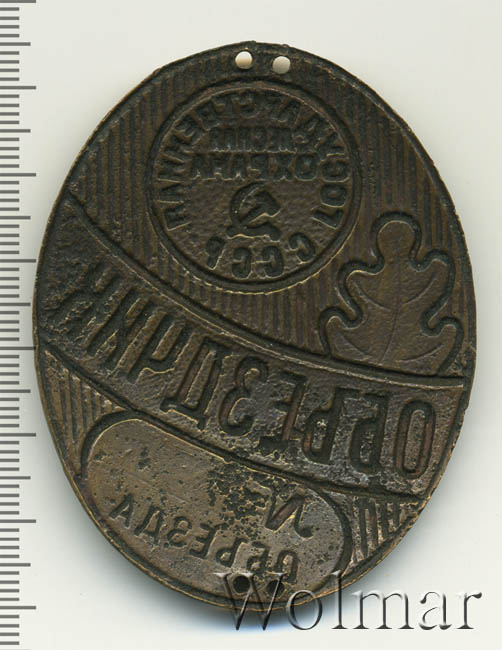 ГОСУДАРСТВЕННАЯ
ЛЕСНАЯ
ОХРАНА
СССР
ОБЪЕЗДЧИК
№
ОБЪЕЗДА
Wolmar